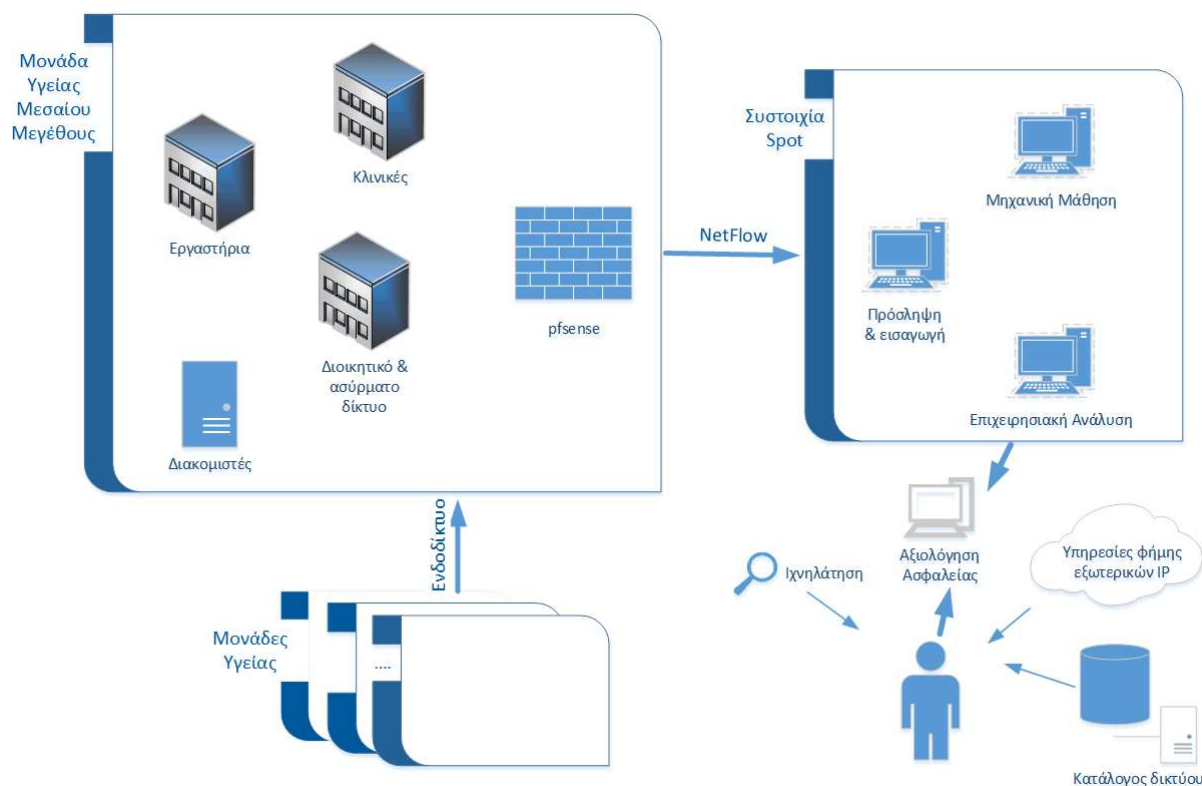 Μονάδα
Υγείας
Μεσαίου
Μεγέθους
Κλινικές
Εργαστήρια
Διοικητικό &
ασύρματο
δίκτυο
pfsense
Διακομιστές
NetFlow
Συστοιχία
Spot
Μηχανική Μάθηση
Πρόσληψη
& εισαγωγή
Επιχειρησιακή Ανάλυση
Ενδοδίκτυο
Μονάδες
Υγείας
....
Ιχνηλάτηση
Αξιολόγηση
Ασφαλείας
Υπηρεσίες φήμης
εξωτερικών IP
Κατάλογος δικτύου